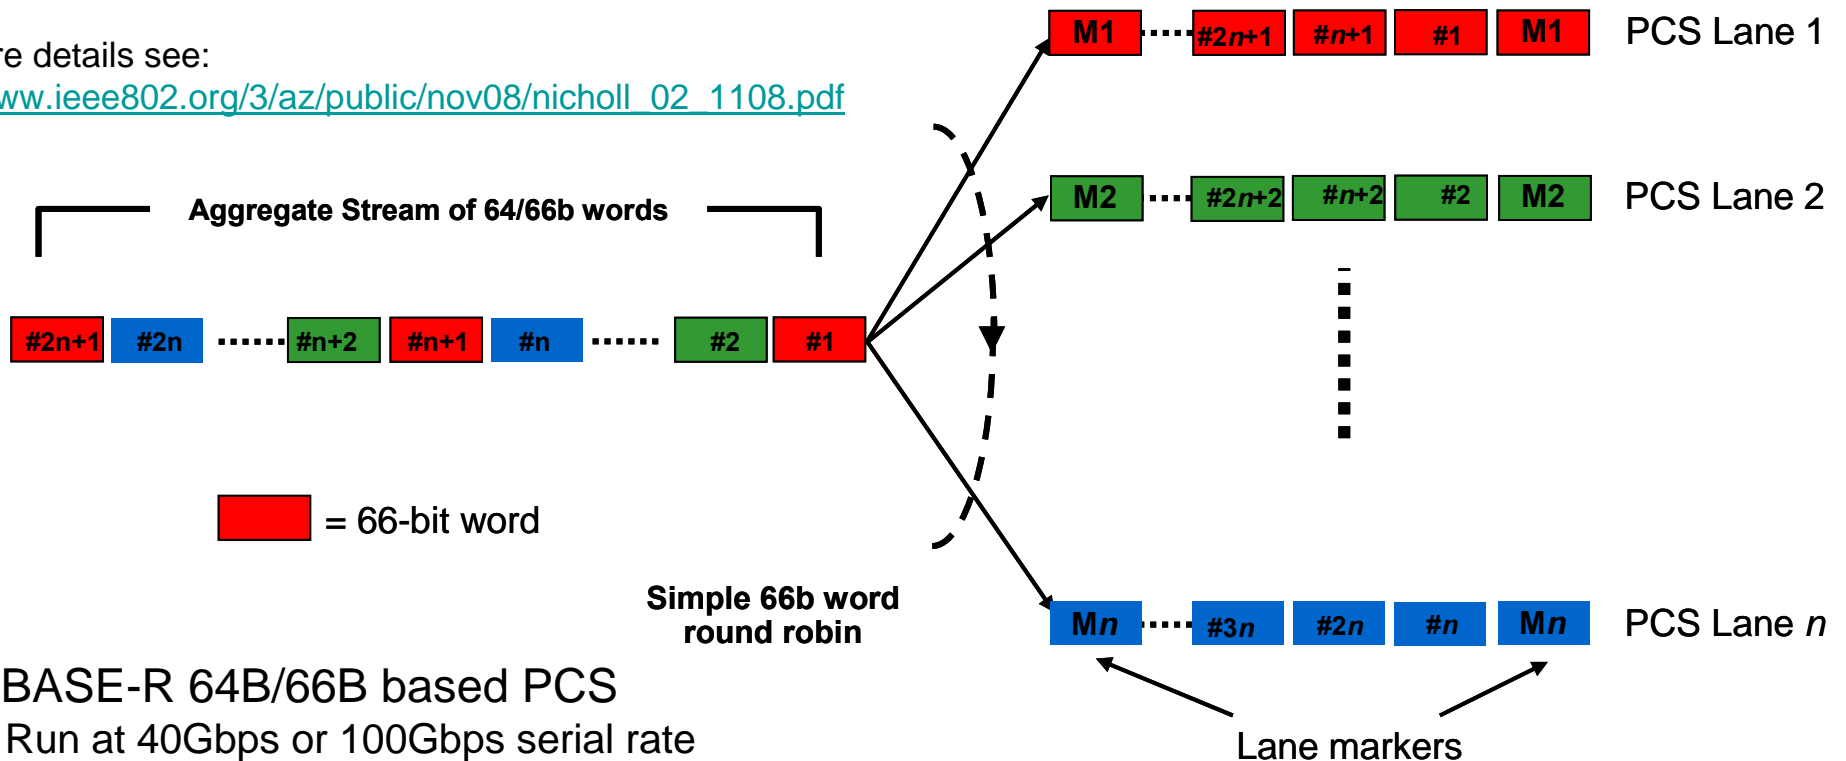 re details see:
ww.ieee802.org/3/az/public/nov08/nicholl_02_1108.pdf
M1 #2n+1 #n+1 #1 M1 PCS Lane 1
M2 #2n+2 #n+2 #2 M2 PCS Lane 2
Aggregate Stream of 64/66b words
#2n+1 #2n #n+2 #n+1 #n #2 #1
= 66-bit word
Simple 66b word
round robin
Mn #3n #2n #n Mn PCS Lane n
BASE-R 64B/66B based PCS
Run at 40Gbps or 100Gbps serial rate
Lane markers